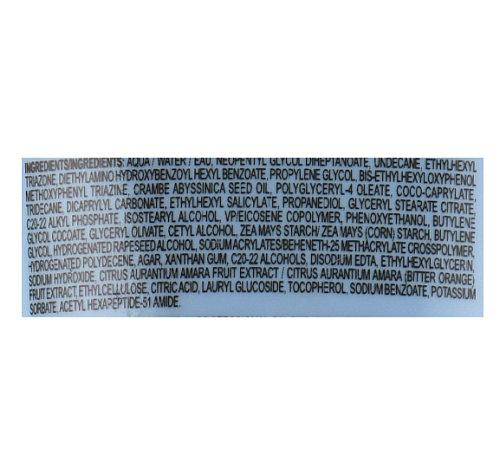 INGREDIENTS/INGREDIENTS: AQUA / WATER / EAU, NEOPENTYL GLYCOL DIHEPTANOATE, UNDECANE, ETHYLHEXYL
TRIAZONE, DIETHYLAMINO HYDROXYBENZOYL HEXYL BENZOATE, PROPYLENE GLYCOL, BIS-ETHYLHEXYLOXYPHENOL
METHOXYPHENYL TRIAZINE, CRAMBE ABYSSINICA SEED OIL, POLYGLYCERYL-4 OLEATE, COCO-CAPRYLATE,
TRIDECANE, DICAPRYLYL CARBONATE, ETHYLHEXYL SALICYLATE, PROPANEDIOL, GLYCERYL STEARATE CITRATE,
C20-22 ALKYL PHOSPHATE, ISOSTEARYL ALCOHOL, VP/EICOSENE COPOLYMER, PHENOXYETHANOL, BUTYLENE
GLYCOL COCOATE, GLYCERYL OLIVATE, CETYL ALCOHOL, ZEA MAYS STARCH/ ZEA MAYS (CORN) STARCH, BUTYLENE
GLYCOL, HYDROGENATED RAPESEED ALCOHOL, SODIUM ACRYLATES/BEHENETH-25 METHACRYLATE CROSSPOLYMER,
HYDROGENATED POLYDECENE, AGAR, XANTHAN GUM, C20-22 ALCOHOLS, DISODIUM EDTA, ETHYLHEXYLGLYCERIN,
SODIUM HYDROXIDE, CITRUS AURANTIUM AMARA FRUIT EXTRACT / CITRUS AURANTIUM AMARA (BITTER ORANGE)
FRUIT EXTRACT, ETHYLCELLULOSE, CITRIC ACID, LAURYL GLUCOSIDE, TOCOPHEROL, SODIUM BENZOATE, POTASSIUM
SORBATE, ACETYL HEXAPEPTIDE-51 AMIDE.